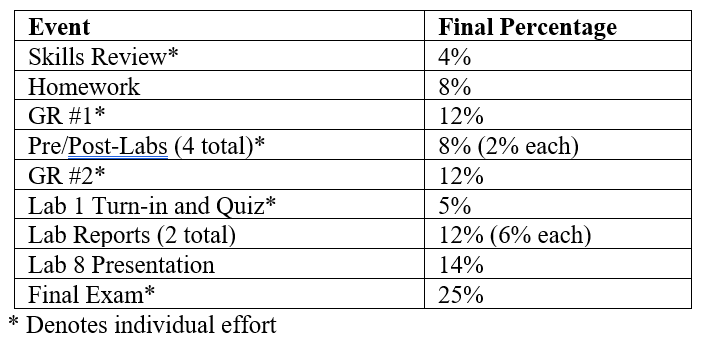 Event Final Percentage
Skills Review* 4%
Homework 8%
GR #1* 12%
Pre/Post-Labs (4 total)* 8% (2% each)
GR #2* 12%
Lab 1 Turn-in and Quiz* 5%
Lab Reports (2 total) 12% (6% each)
Lab 8 Presentation 14%
Final Exam* 25%
* Denotes individual effort